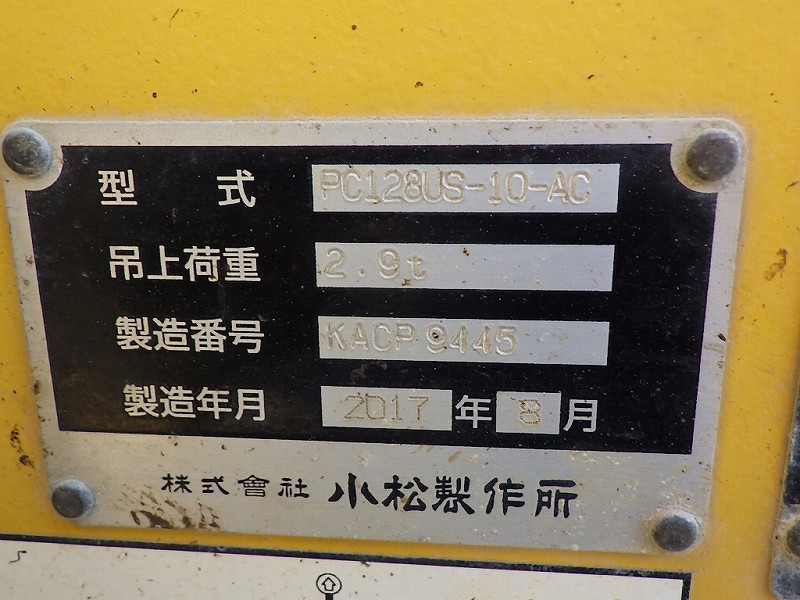 型 式 PC128US-10-AC
吊上荷重 2.9t
製造番号 KACP 9445
製造年月 2017 年 8 月
株式會社 小松製作所